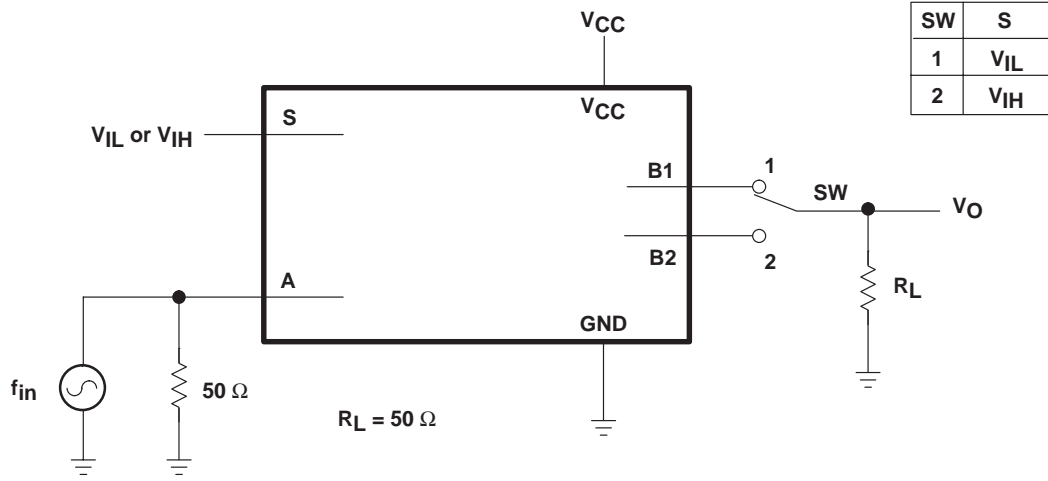 VCC
SW S
1 VIL
2 VIH
VCC
S
VIL or VIH
B1
1
SW
VO
B2
2
RL
A
GND
fin
50 Ω
RL = 50 Ω